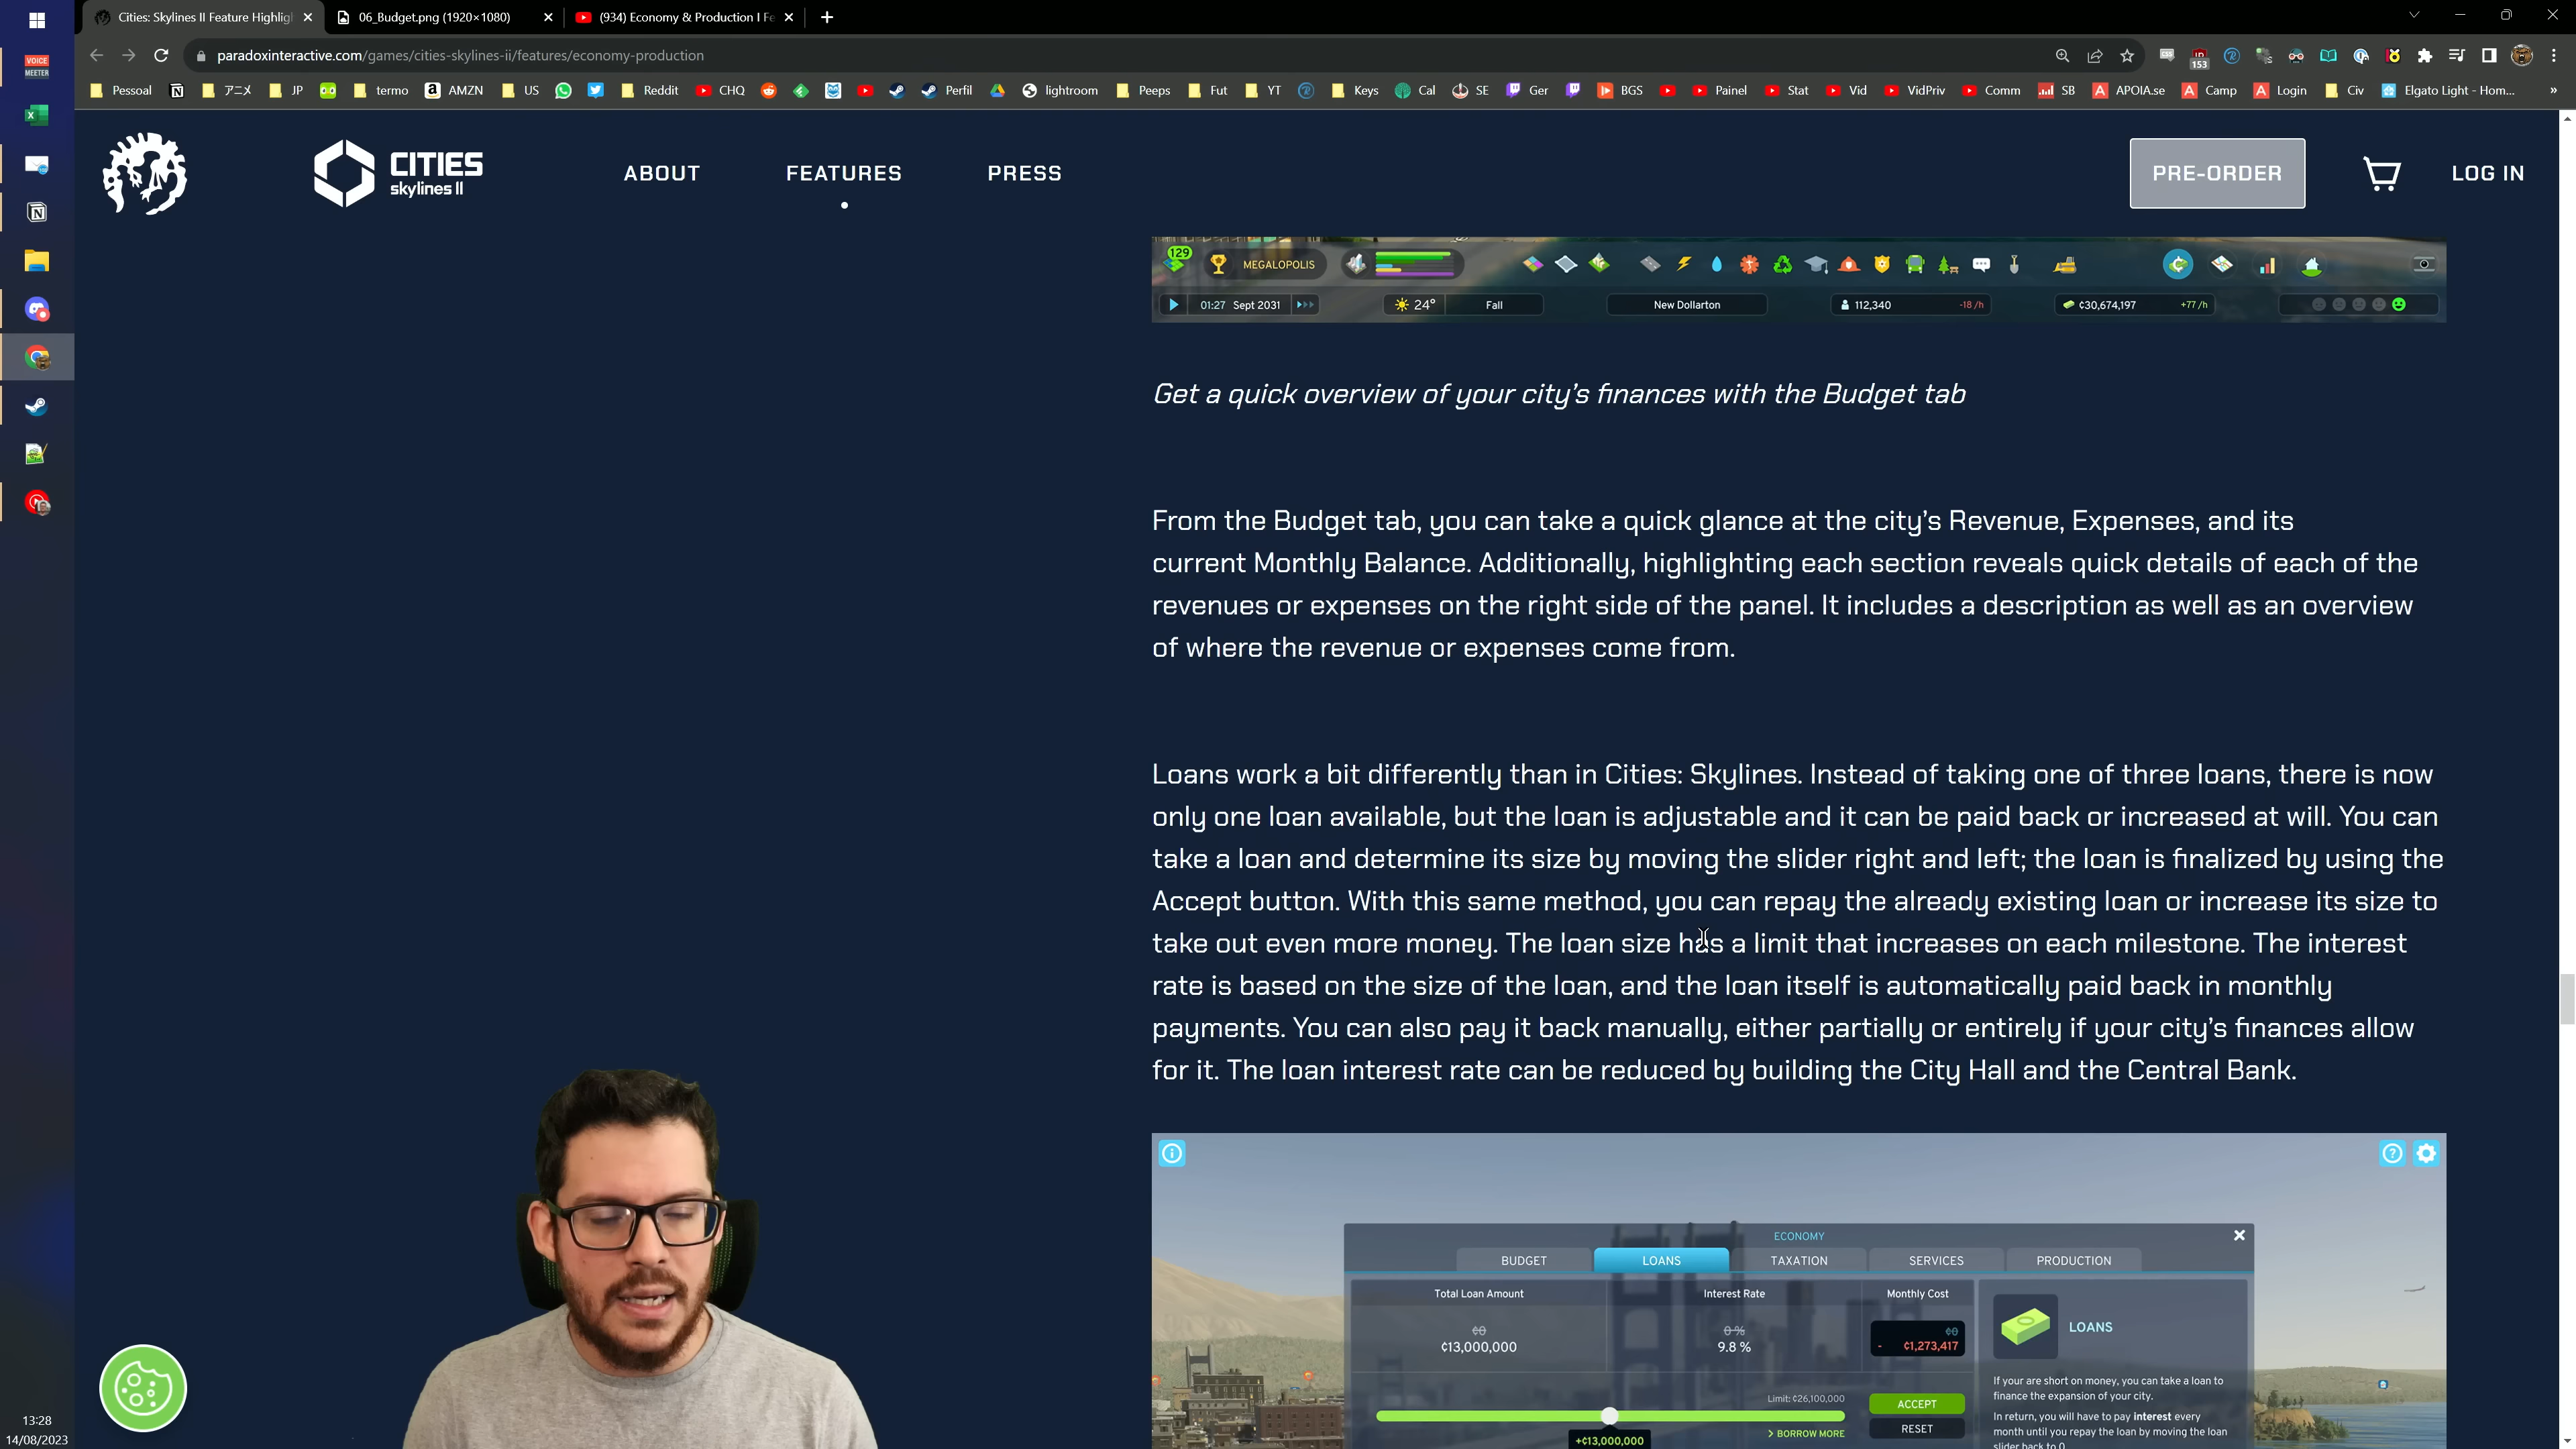 Cities: Skylines II Feature Highlig
06_Budget.png (1920×1080)
(934) Economy & Production I Fe
paradoxinteractive.com/games/cities-skylines-ii/features/economy-production
153
Pessoal
アニメ
JP
termo
AMZN
US
Reddit
CHQ
Perfil
lightroom
Peeps
Fut
YT
Keys
Cal
SE
Ger
BGS
Painel
Stat
Vid
VidPriv
Comm
SB
APOIA.se
Camp
Login
Civ
Elgato Light - Hom...
»
VOICE
MEETER
CITIES
skylines II
ABOUT
FEATURES
PRESS
PRE-ORDER
LOG IN
129
MEGALOPOLIS
01:27 Sept 2031
24°
Fall
New Dollarton
112,340
-18 /h
¢30,674,197
+77 /h
Get a quick overview of your city's finances with the Budget tab
From the Budget tab, you can take a quick glance at the city's Revenue, Expenses, and its
current Monthly Balance. Additionally, highlighting each section reveals quick details of each of the
revenues or expenses on the right side of the panel. It includes a description as well as an overview
of where the revenue or expenses come from.
Loans work a bit differently than in Cities: Skylines. Instead of taking one of three loans, there is now
only one loan available, but the loan is adjustable and it can be paid back or increased at will. You can
take a loan and determine its size by moving the slider right and left; the loan is finalized by using the
Accept button. With this same method, you can repay the already existing loan or increase its size to
take out even more money. The loan size has a limit that increases on each milestone. The interest
rate is based on the size of the loan, and the loan itself is automatically paid back in monthly
payments. You can also pay it back manually, either partially or entirely if your city's finances allow
for it. The loan interest rate can be reduced by building the City Hall and the Central Bank.
ECONOMY
BUDGET
LOANS
TAXATION
SERVICES
PRODUCTION
Total Loan Amount
Interest Rate
Monthly Cost
¢0
¢13,000,000
0 %
9.8 %
¢0
- ¢1,273,417
LOANS
If your are short on money, you can take a loan to
finance the expansion of your city.
In return, you will have to pay interest every
month until you repay the loan by moving the loan
slider back to 0.
Limit: ¢26,100,000
ACCEPT
RESET
> BORROW MORE
+¢13,000,000
13:28
14/08/2023